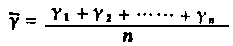 γ̄ = γ₁ + γ₂ + ⋯⋯ + γₙ / n